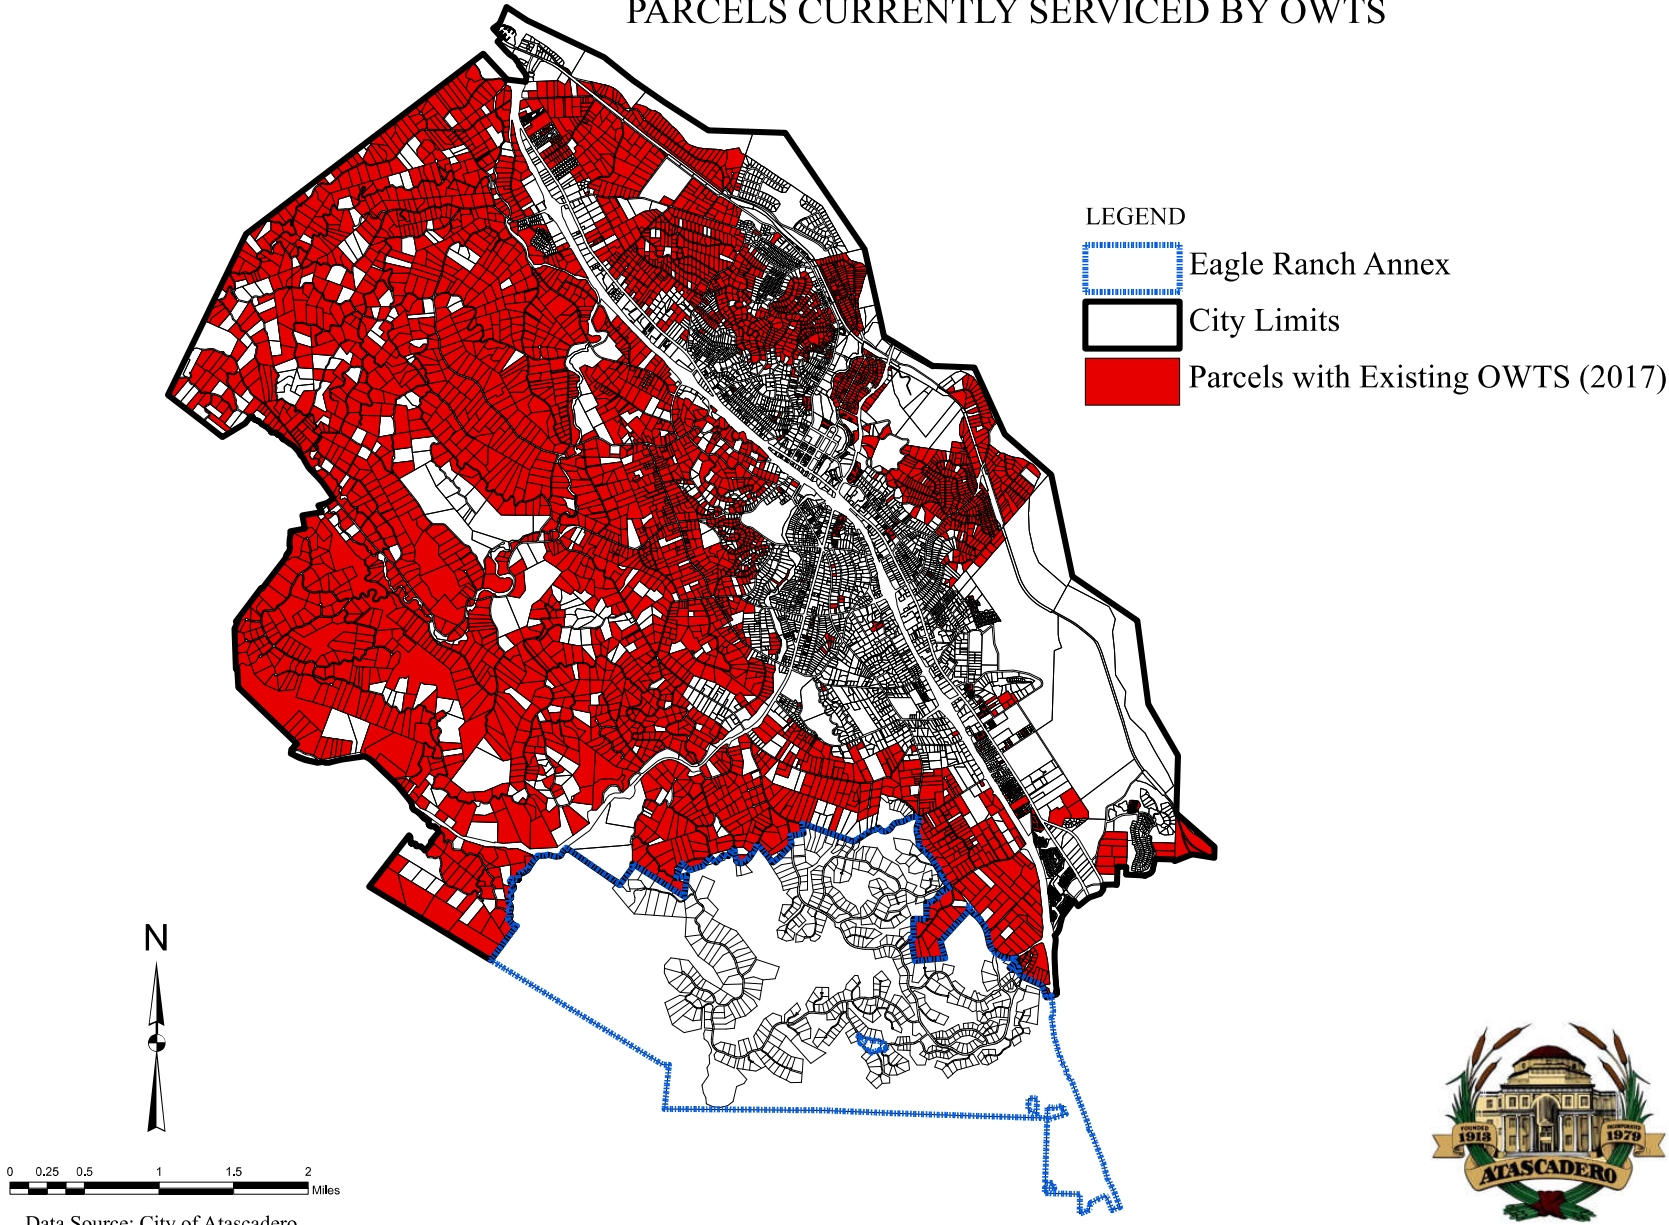 PARCELS CURRENTLY SERVICED BY OWTS
LEGEND
Eagle Ranch Annex
City Limits
Parcels with Existing OWTS (2017)
N
0 0.25 0.5 1 1.5 2
Miles
Data Source: City of Atascadero
FOUNDED
1913
INCORPORATED
1979
ATASCADERO